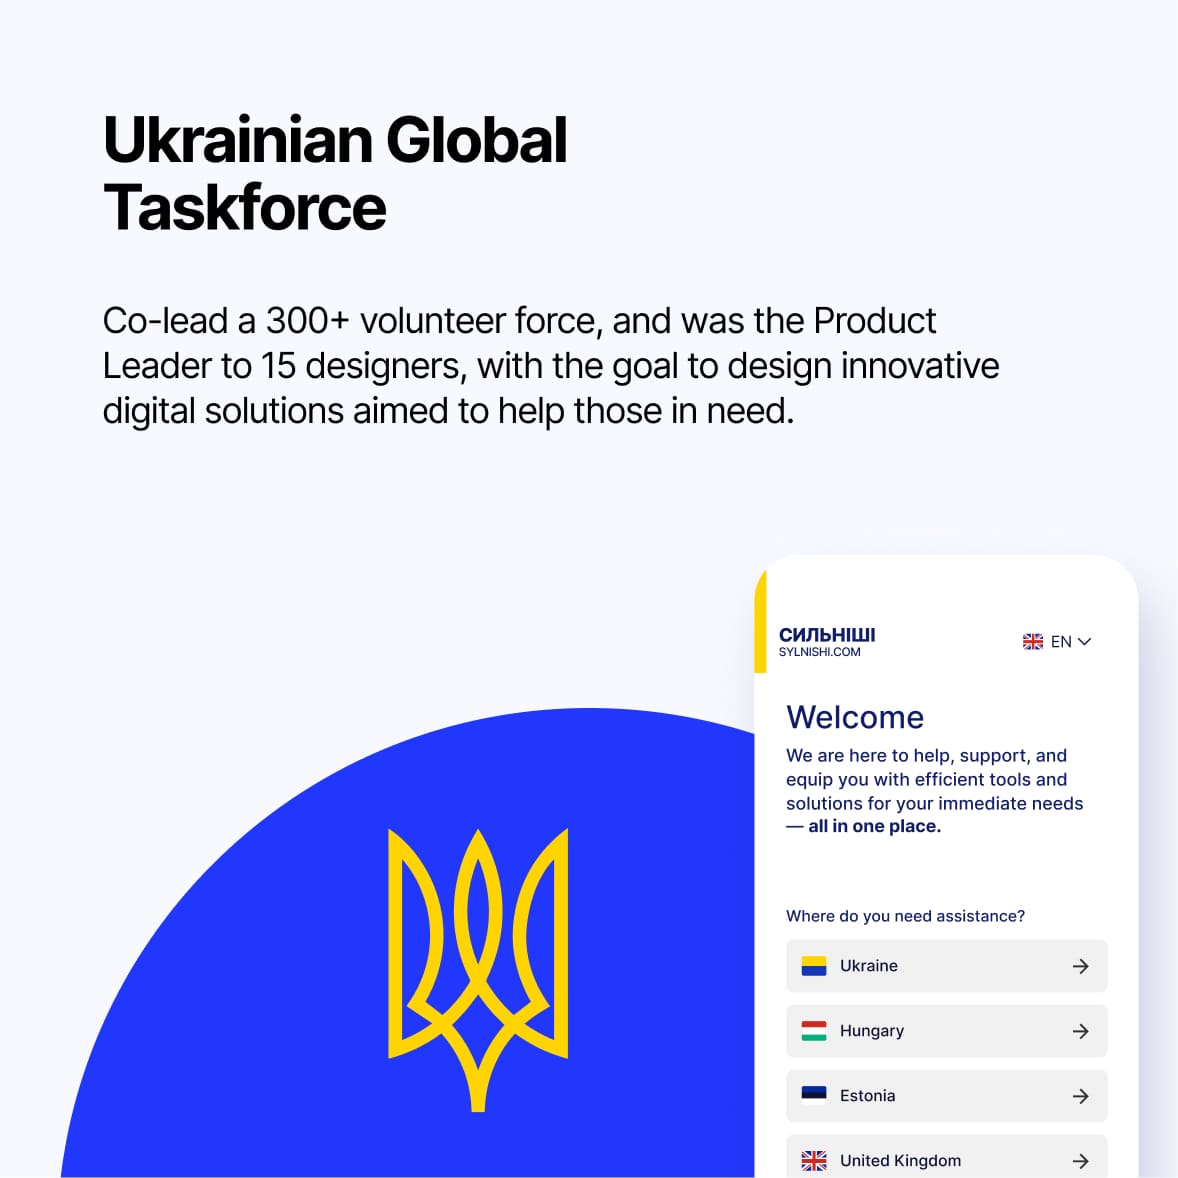 Ukrainian Global
Taskforce
Co-lead a 300+ volunteer force, and was the Product
Leader to 15 designers, with the goal to design innovative
digital solutions aimed to help those in need.
СИЛЬНІШІ
SYLNISHI.COM
EN
Welcome
We are here to help, support, and
equip you with efficient tools and
solutions for your immediate needs
— all in one place.
Where do you need assistance?
Ukraine
Hungary
Estonia
United Kingdom